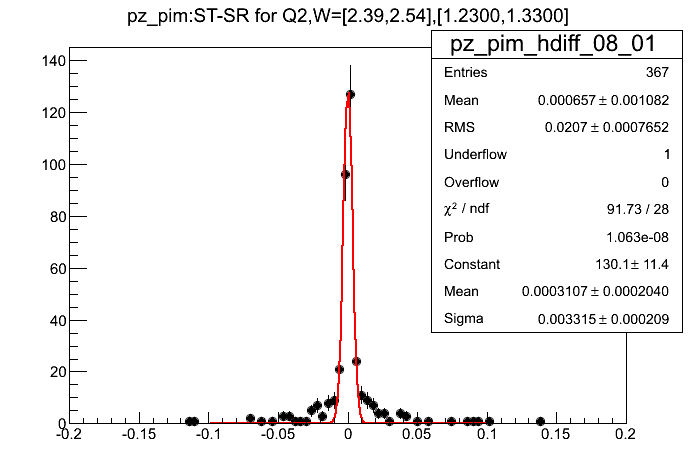 pz_pim:ST-SR for Q2,W=[2.39,2.54],[1.2300,1.3300]
pz_pim_hdiff_08_01
Entries 367
Mean 0.000657 ± 0.001082
RMS 0.0207 ± 0.0007652
Underflow 1
Overflow 0
χ² / ndf 91.73 / 28
Prob 1.063e-08
Constant 130.1 ± 11.4
Mean 0.0003107 ± 0.0002040
Sigma 0.003315 ± 0.000209
140
120
100
80
60
40
20
0
-0.2 -0.15 -0.1 -0.05 0 0.05 0.1 0.15 0.2